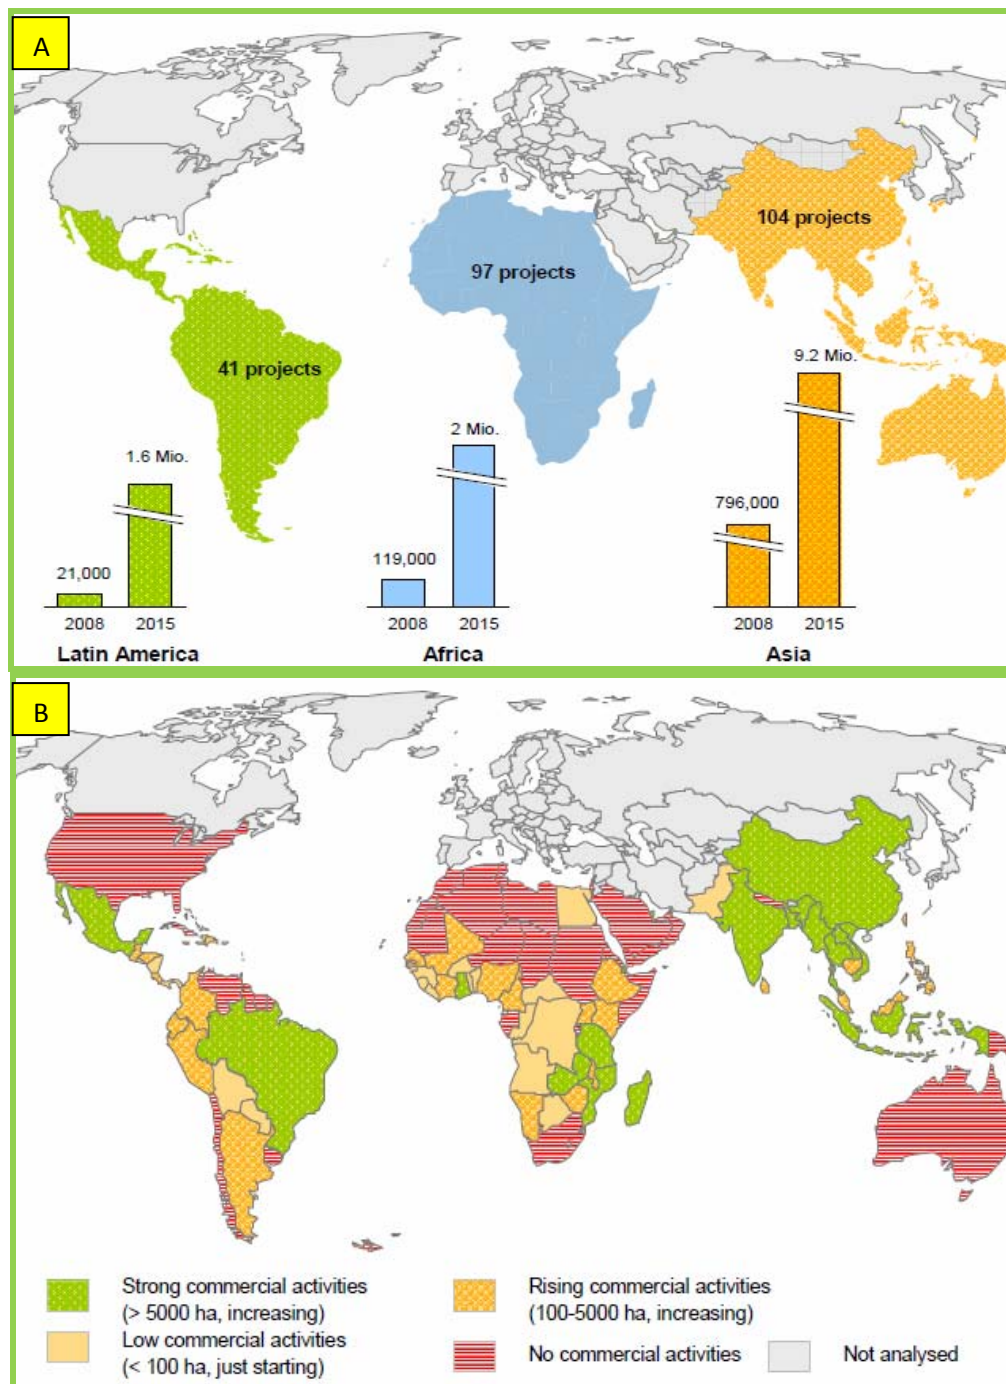 A
104 projects
97 projects
41 projects
9.2 Mio.
2 Mio.
1.6 Mio.
796,000
119,000
21,000
2008 2015
2008 2015
2008 2015
Latin America
Africa
Asia
B
Strong commercial activities
(> 5000 ha, increasing)
Rising commercial activities
(100-5000 ha, increasing)
Low commercial activities
(< 100 ha, just starting)
No commercial activities
Not analysed